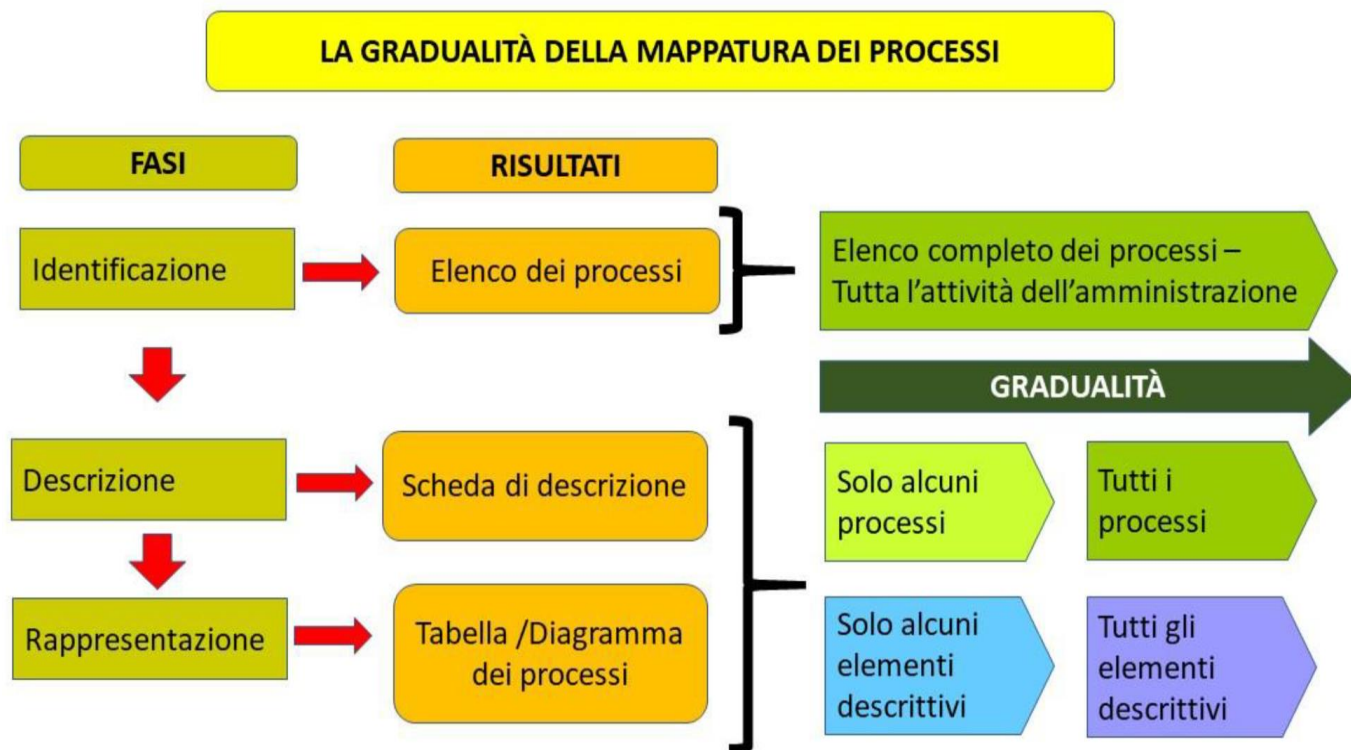 LA GRADUALITÀ DELLA MAPPATURA DEI PROCESSI
FASI
RISULTATI
Identificazione
Elenco dei processi
Elenco completo dei processi –
Tutta l’attività dell’amministrazione
GRADUALITÀ
Descrizione
Scheda di descrizione
Solo alcuni
processi
Tutti i
processi
Rappresentazione
Tabella /Diagramma
dei processi
Solo alcuni
elementi
descrittivi
Tutti gli
elementi
descrittivi